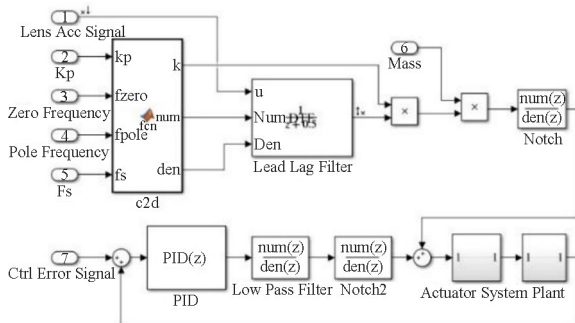 1
Lens Acc Signal
2
Kp
3
Zero Frequency
4
Pole Frequency
5
Fs
kp
fzero
fpole
fs
fcn
k
num
den
c2d
u
Num
Den
Lead Lag Filter
6
Mass
×
×
num(z)
den(z)
Notch
7
Ctrl Error Signal
PID(z)
PID
num(z)
den(z)
Low Pass Filter
num(z)
den(z)
Notch2
Actuator System Plant